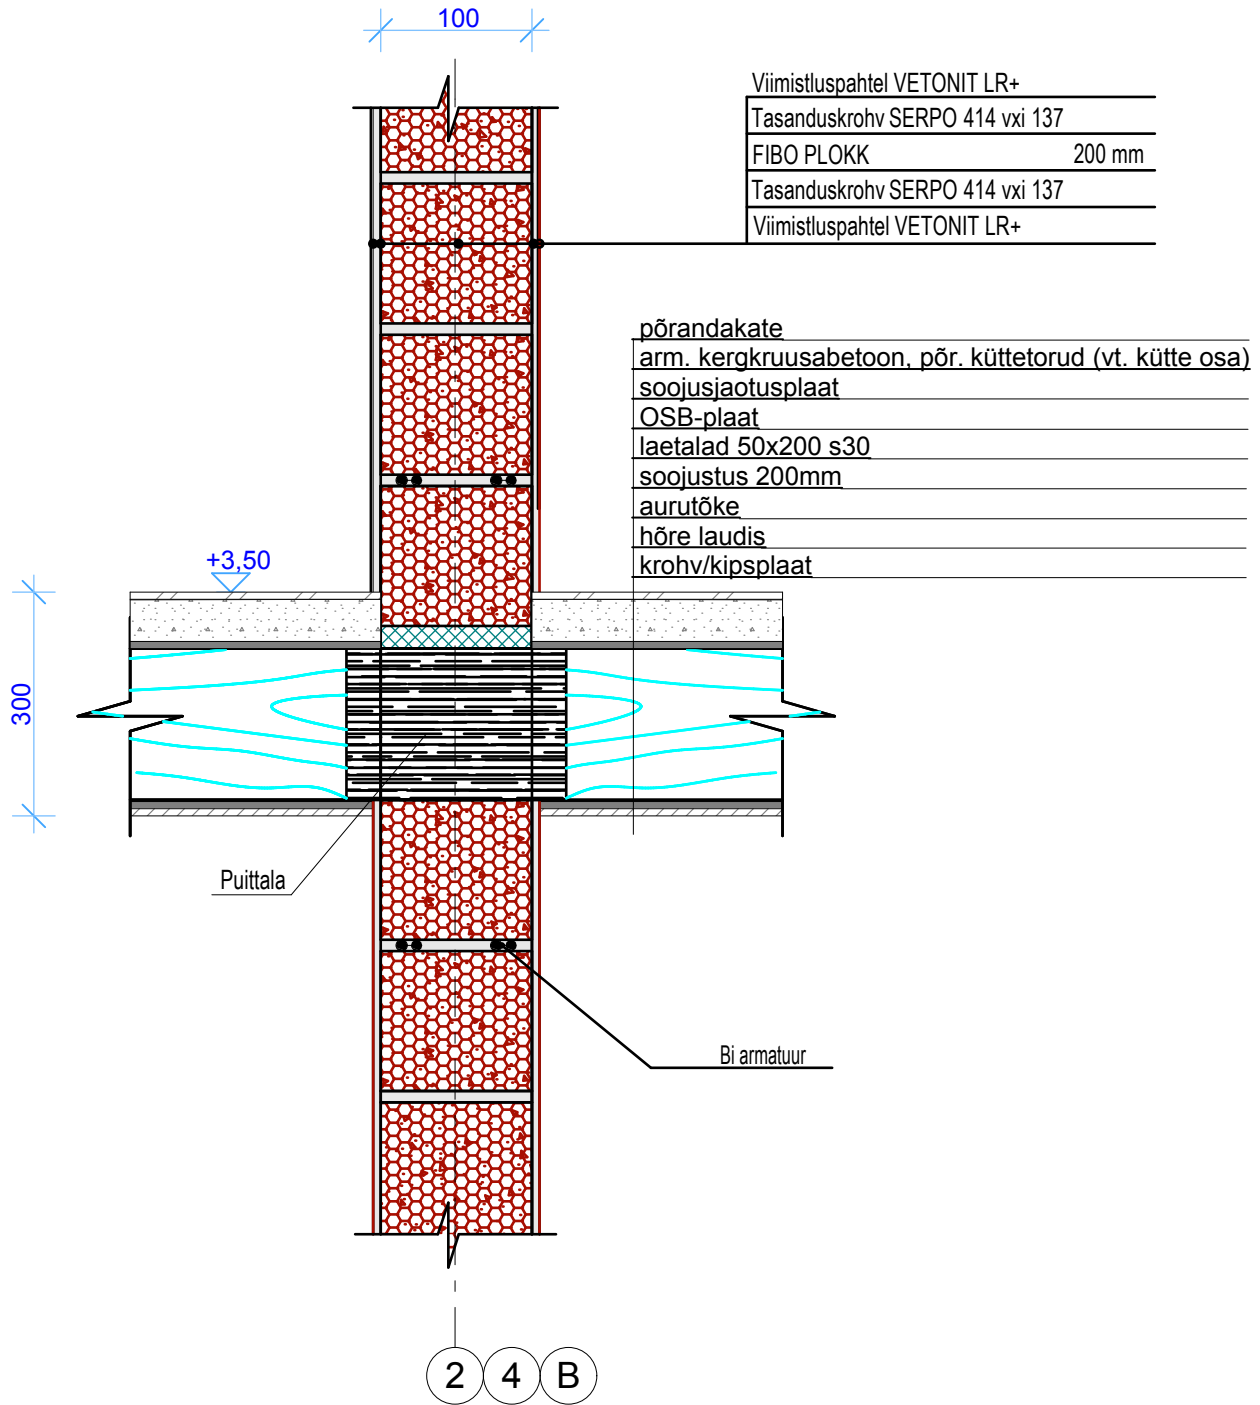 100
Viimistluspahtel VETONIT LR+
Tasanduskrohv SERPO 414 vxi 137
FIBO PLOKK 200 mm
Tasanduskrohv SERPO 414 vxi 137
Viimistluspahtel VETONIT LR+
põrandakate
arm. kergkruusabetoon, põr. küttetorud (vt. kütte osa)
soojusjaotusplaat
OSB-plaat
laetalad 50x200 s30
soojustus 200mm
aurutõke
hõre laudis
krohv/kipsplaat
+3,50
300
Puittala
Bi armatuur
2 4 B